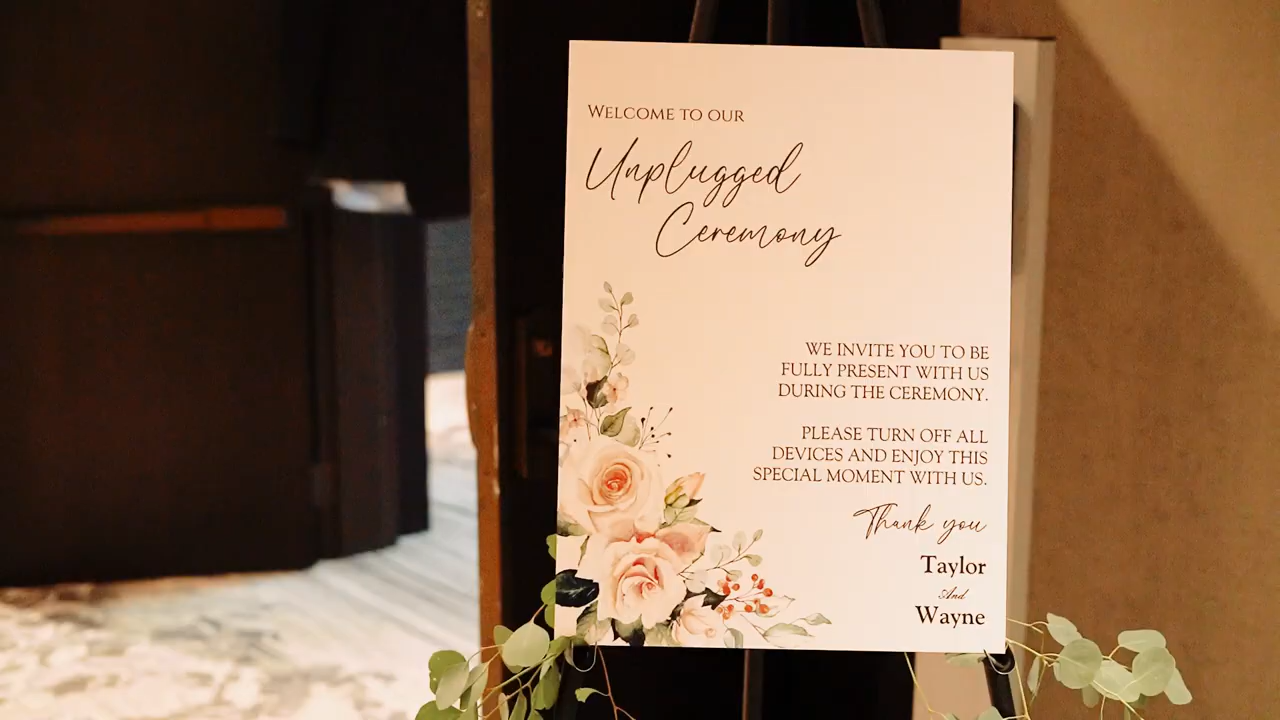 WELCOME TO OUR
Unplugged
Ceremony
WE INVITE YOU TO BE
FULLY PRESENT WITH US
DURING THE CEREMONY.
PLEASE TURN OFF ALL
DEVICES AND ENJOY THIS
SPECIAL MOMENT WITH US.
Thank you
Taylor
And
Wayne